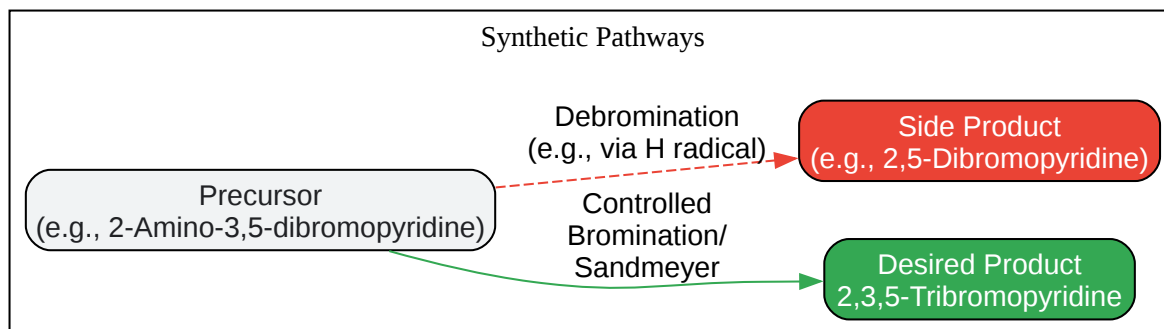 Synthetic Pathways
Debromination
(e.g., via H radical)
Side Product
(e.g., 2,5-Dibromopyridine)
Precursor
(e.g., 2-Amino-3,5-dibromopyridine)
Controlled
Bromination/
Sandmeyer
Desired Product
2,3,5-Tribromopyridine